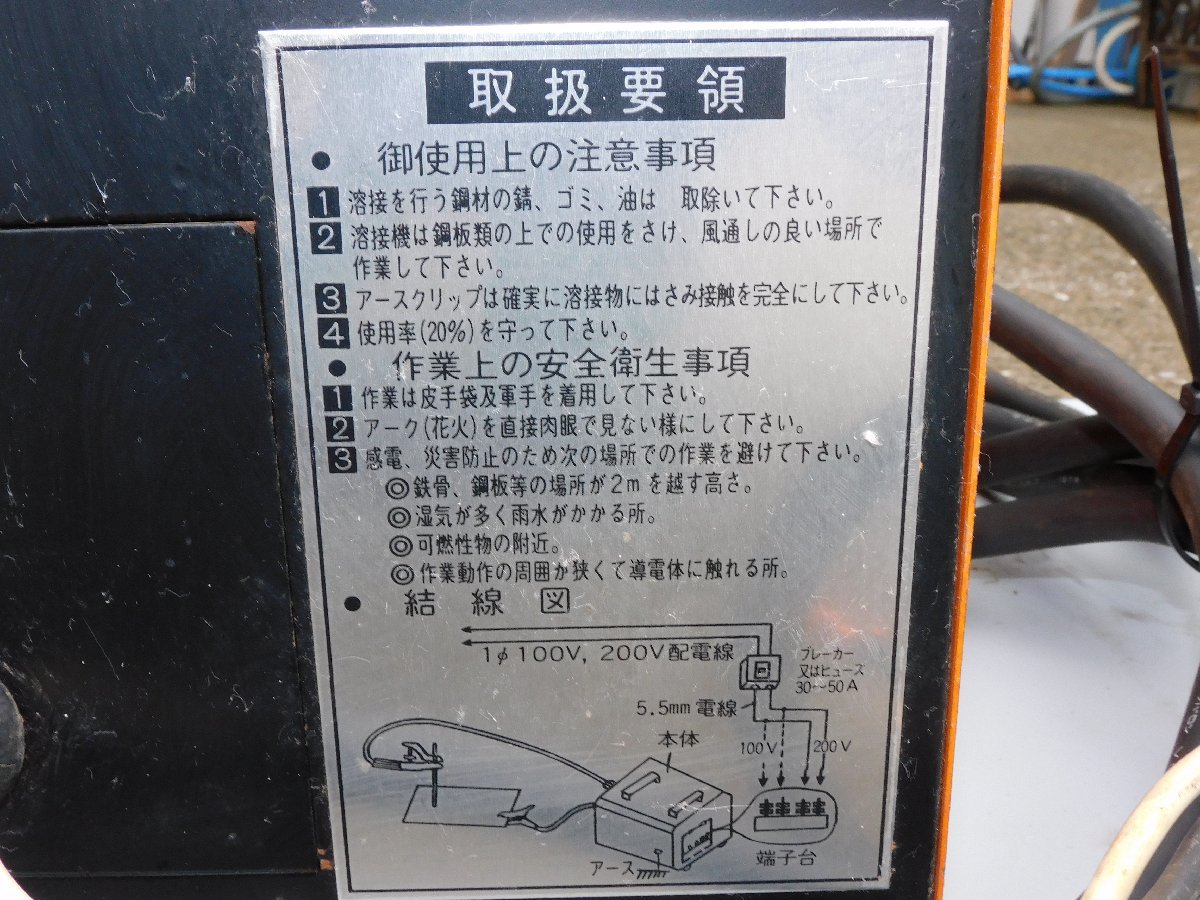 取扱要領
● 御使用上の注意事項
1 溶接を行う鋼材の錆、ゴミ、油は 取除いて下さい。
2 溶接機は鋼板類の上での使用をさけ、風通しの良い場所で
作業して下さい。
3 アースクリップは確実に溶接物にはさみ接触を完全にして下さい。
4 使用率(20%)を守って下さい。
● 作業上の安全衛生事項
1 作業は皮手袋及軍手を着用して下さい。
2 アーク(花火)を直接肉眼で見ない様にして下さい。
3 感電、災害防止のため次の場所での作業を避けて下さい。
◎鉄骨、鋼板等の場所が2mを越す高さ。
◎湿気が多く雨水がかかる所。
◎可燃性物の附近。
◎作業動作の周囲が狭くて導電体に触れる所。
● 結線図
1φ100V, 200V配電線
ブレーカー
又はヒューズ
30〜50A
5.5mm電線
100V
200V
本体
アース
端子台